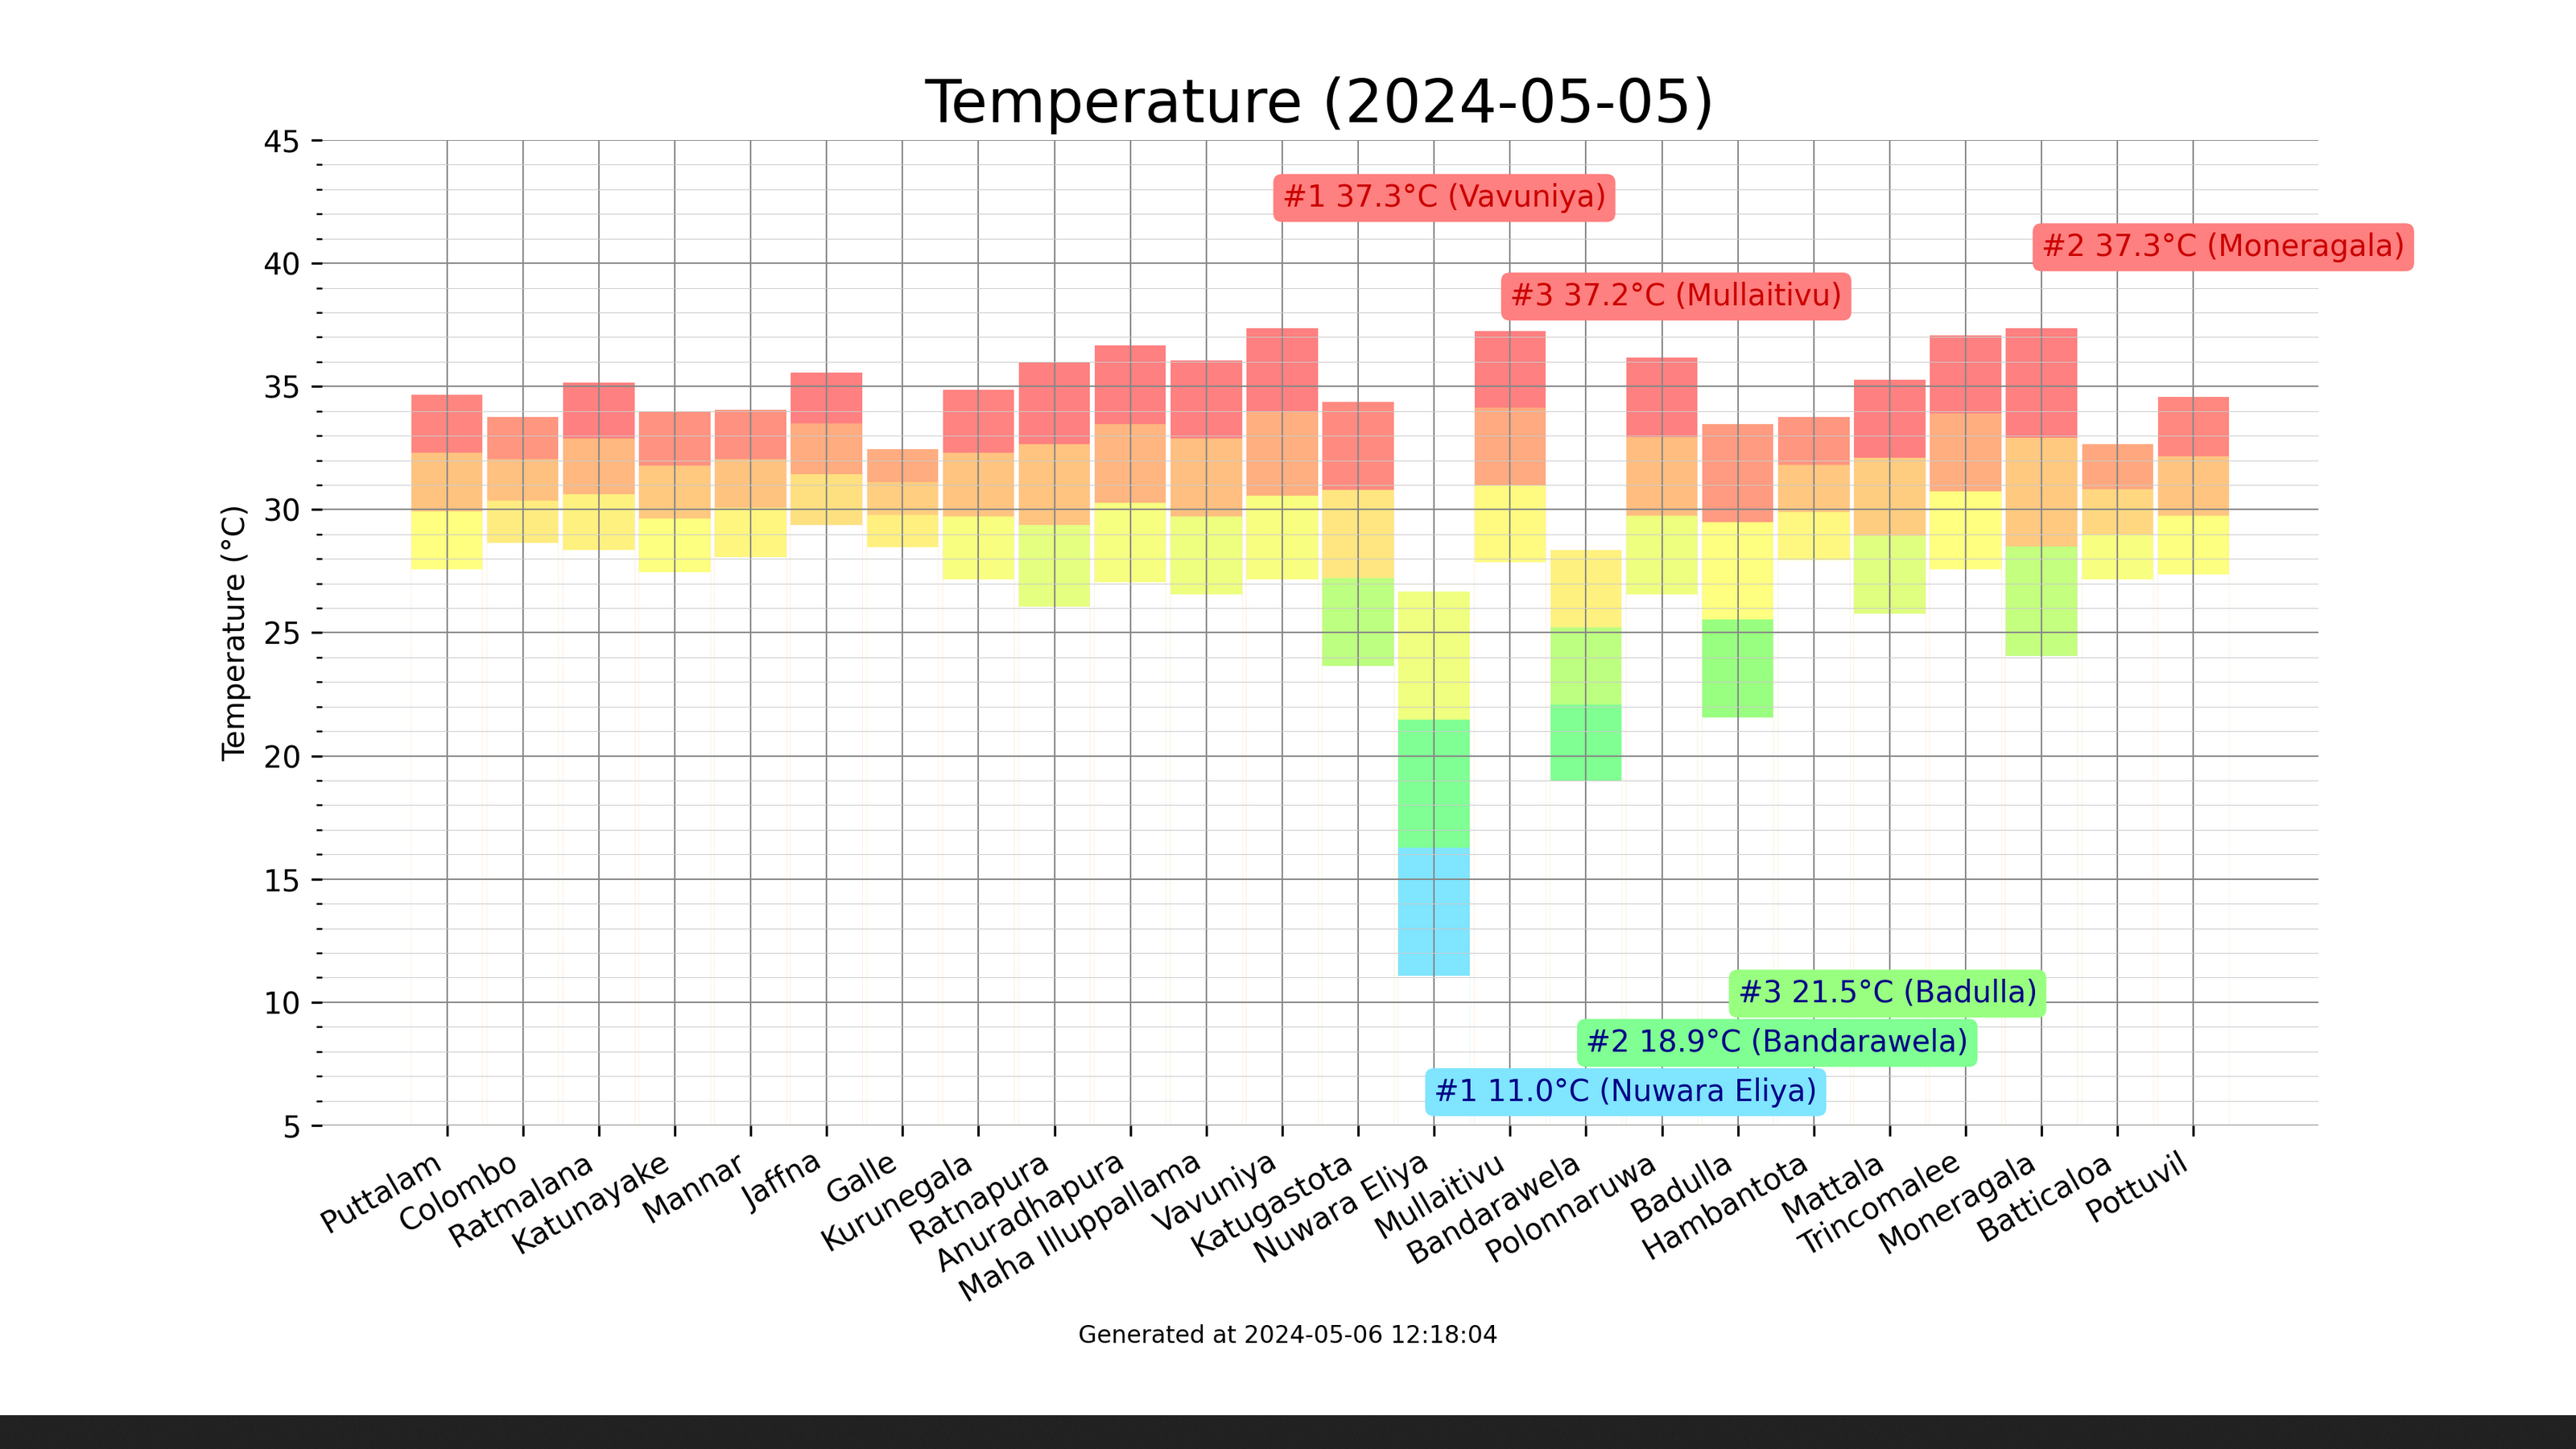 Temperature (2024-05-05)
Temperature (°C)
45
40
35
30
25
20
15
10
5
#1 37.3°C (Vavuniya)
#2 37.3°C (Moneragala)
#3 37.2°C (Mullaitivu)
#3 21.5°C (Badulla)
#2 18.9°C (Bandarawela)
#1 11.0°C (Nuwara Eliya)
Puttalam
Colombo
Ratmalana
Katunayake
Mannar
Jaffna
Galle
Kurunegala
Ratnapura
Anuradhapura
Maha Illuppallama
Vavuniya
Katugastota
Nuwara Eliya
Mullaitivu
Bandarawela
Polonnaruwa
Badulla
Hambantota
Mattala
Trincomalee
Moneragala
Batticaloa
Pottuvil
Generated at 2024-05-06 12:18:04